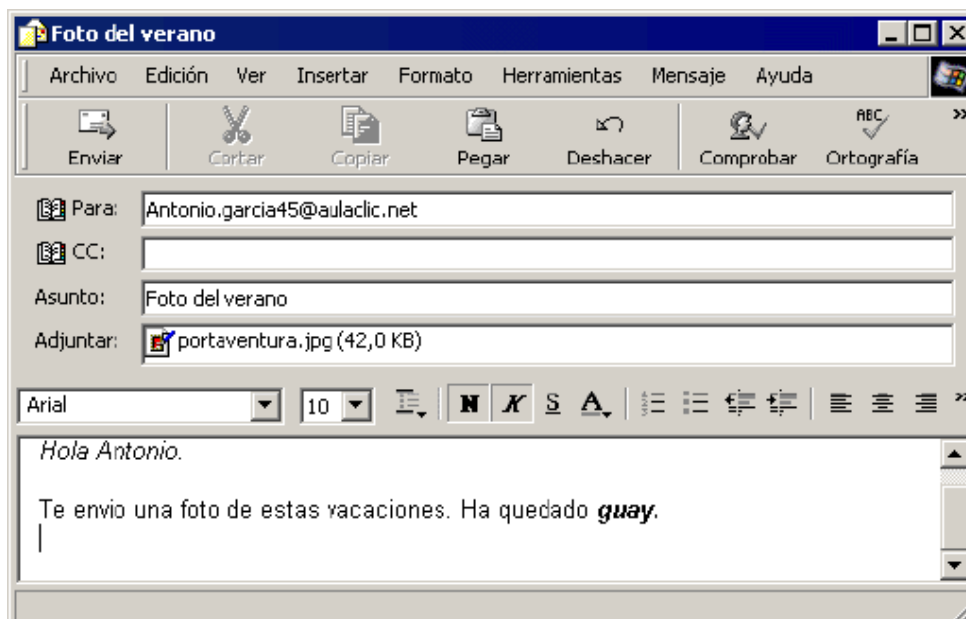 Foto del verano
Archivo Edición Ver Insertar Formato Herramientas Mensaje Ayuda
ABC
Enviar Cortar Copiar Pegar Deshacer Comprobar Ortografía
Para: Antonio.garcia45@aulaclic.net
CC:
Asunto: Foto del verano
Adjuntar: portaventura.jpg (42,0 KB)
Arial 10 N K S A
Hola Antonio.
Te envio una foto de estas vacaciones. Ha quedado guay.